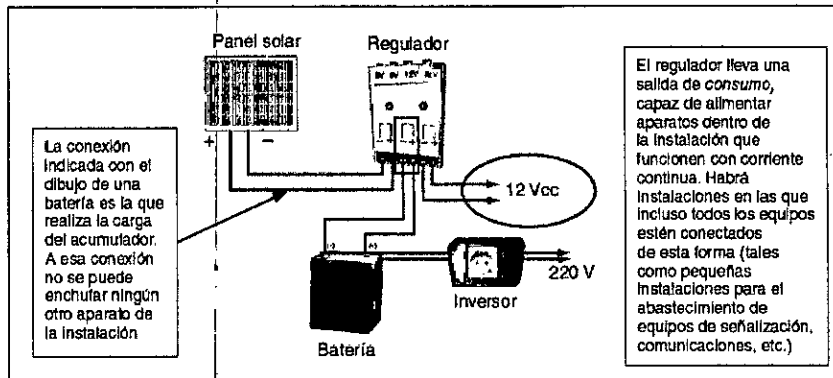 Panel solar
Regulador
+
−
12 Vcc
220 V
Inversor
Batería
La conexión
indicada con el
dibujo de una
batería es la que
realiza la carga
del acumulador.
A esa conexión
no se puede
enchufar ningún
otro aparato de
la instalación
El regulador lleva una
salida de consumo,
capaz de alimentar
aparatos dentro de
la instalación que
funcionen con corriente
continua. Habrá
instalaciones en las que
incluso todos los equipos
estén conectados
de esta forma (tales
como pequeñas
instalaciones para el
abastecimiento de
equipos de señalización,
comunicaciones, etc.)